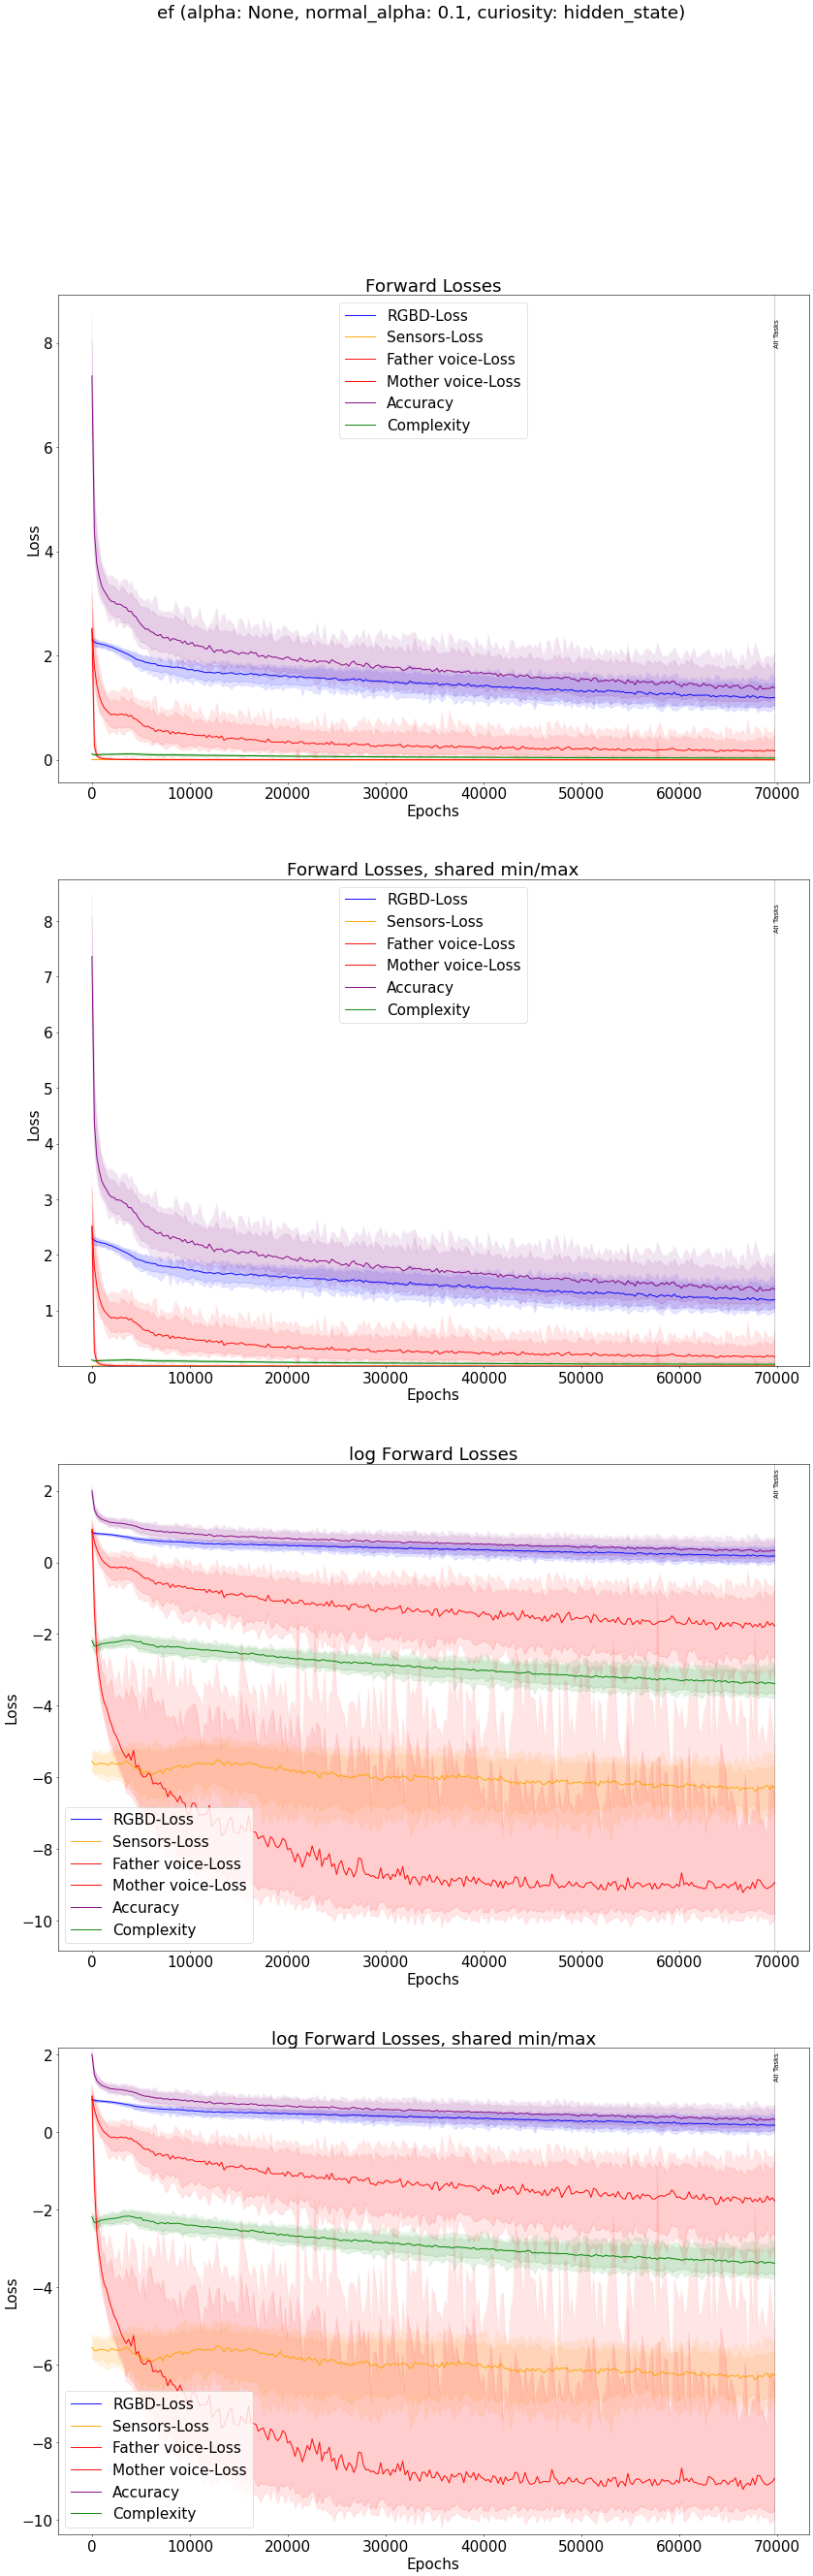 ef (alpha: None, normal_alpha: 0.1, curiosity: hidden_state)
Forward Losses
RGBD-Loss
Sensors-Loss
Father voice-Loss
Mother voice-Loss
Accuracy
Complexity
All Tasks
8
6
4
2
0
Loss
0 10000 20000 30000 40000 50000 60000 70000
Epochs
Forward Losses, shared min/max
RGBD-Loss
Sensors-Loss
Father voice-Loss
Mother voice-Loss
Accuracy
Complexity
All Tasks
8
7
6
5
4
3
2
1
Loss
0 10000 20000 30000 40000 50000 60000 70000
Epochs
log Forward Losses
All Tasks
2
0
−2
−4
−6
−8
−10
Loss
RGBD-Loss
Sensors-Loss
Father voice-Loss
Mother voice-Loss
Accuracy
Complexity
0 10000 20000 30000 40000 50000 60000 70000
Epochs
log Forward Losses, shared min/max
All Tasks
2
0
−2
−4
−6
−8
−10
Loss
RGBD-Loss
Sensors-Loss
Father voice-Loss
Mother voice-Loss
Accuracy
Complexity
0 10000 20000 30000 40000 50000 60000 70000
Epochs